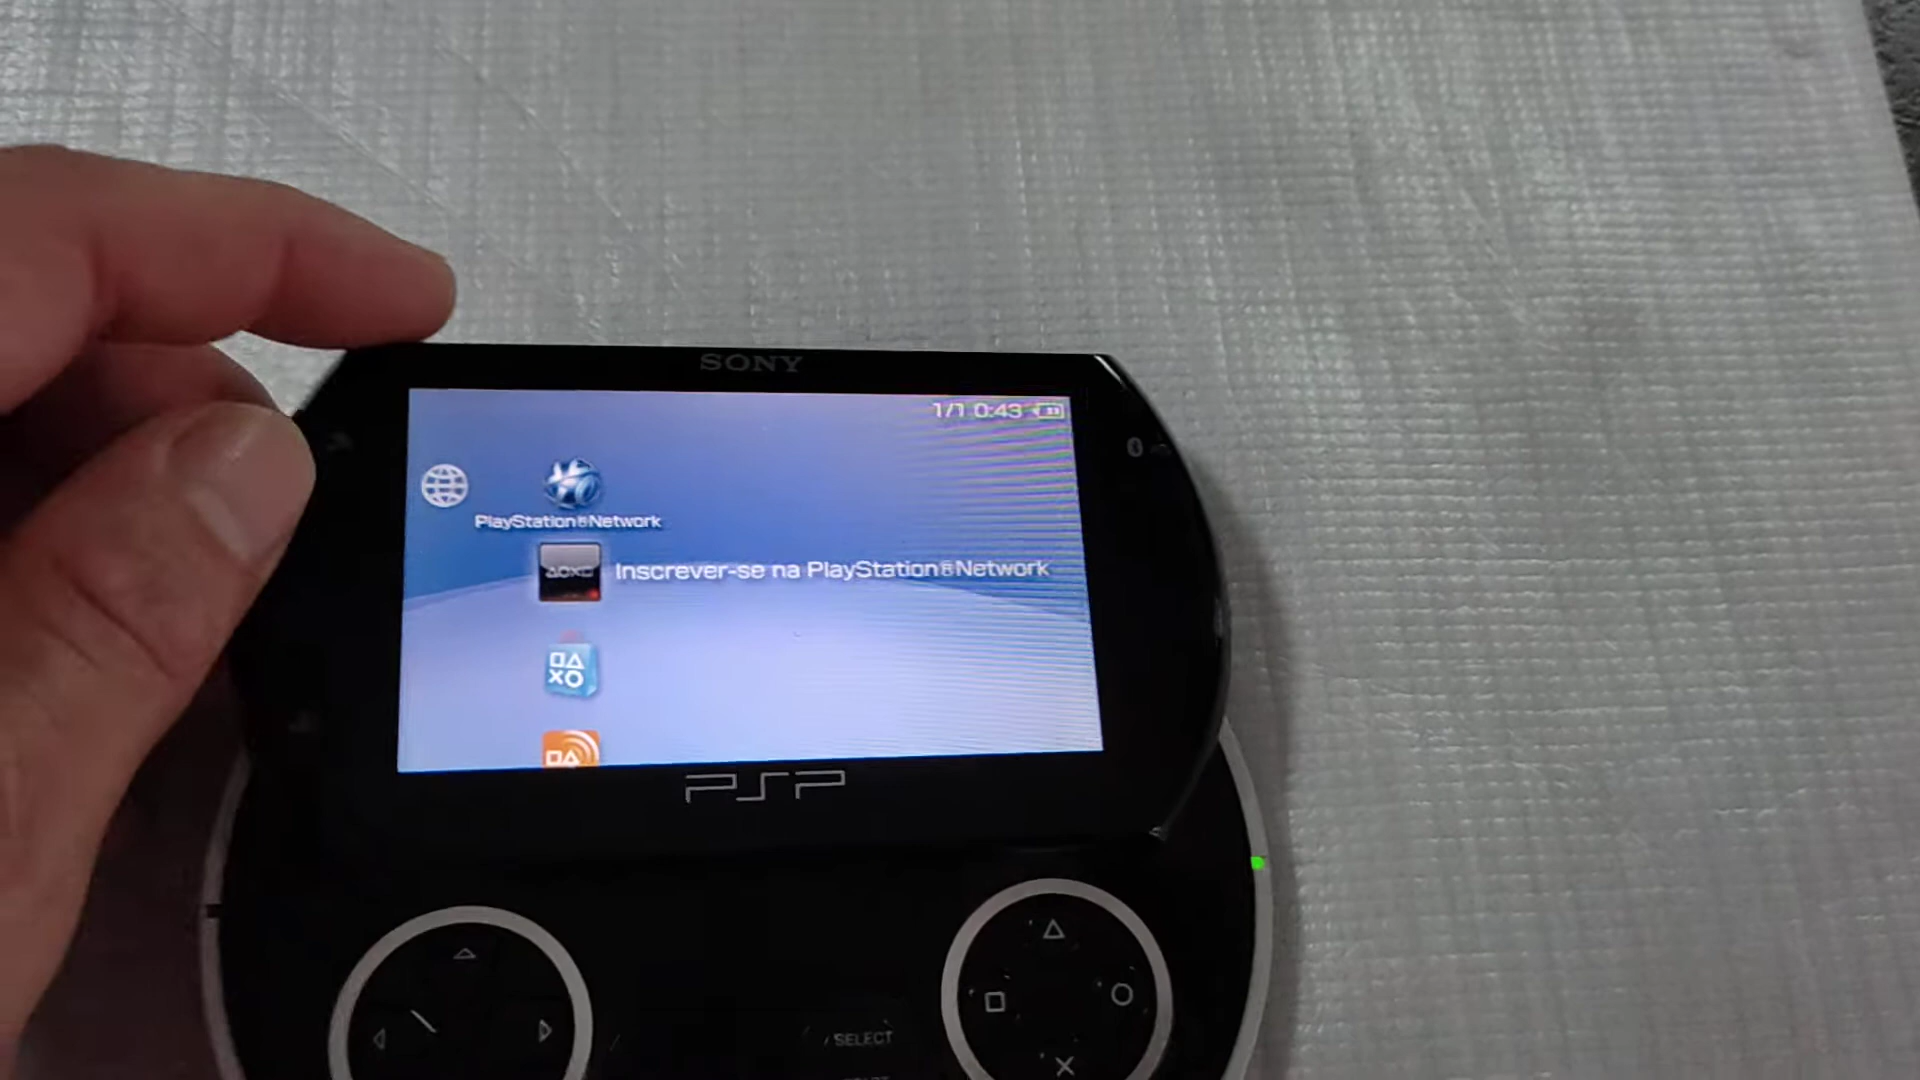 SONY
1/1 0:43
PlayStation®Network
Inscrever-se na PlayStation®Network
PSP
SELECT